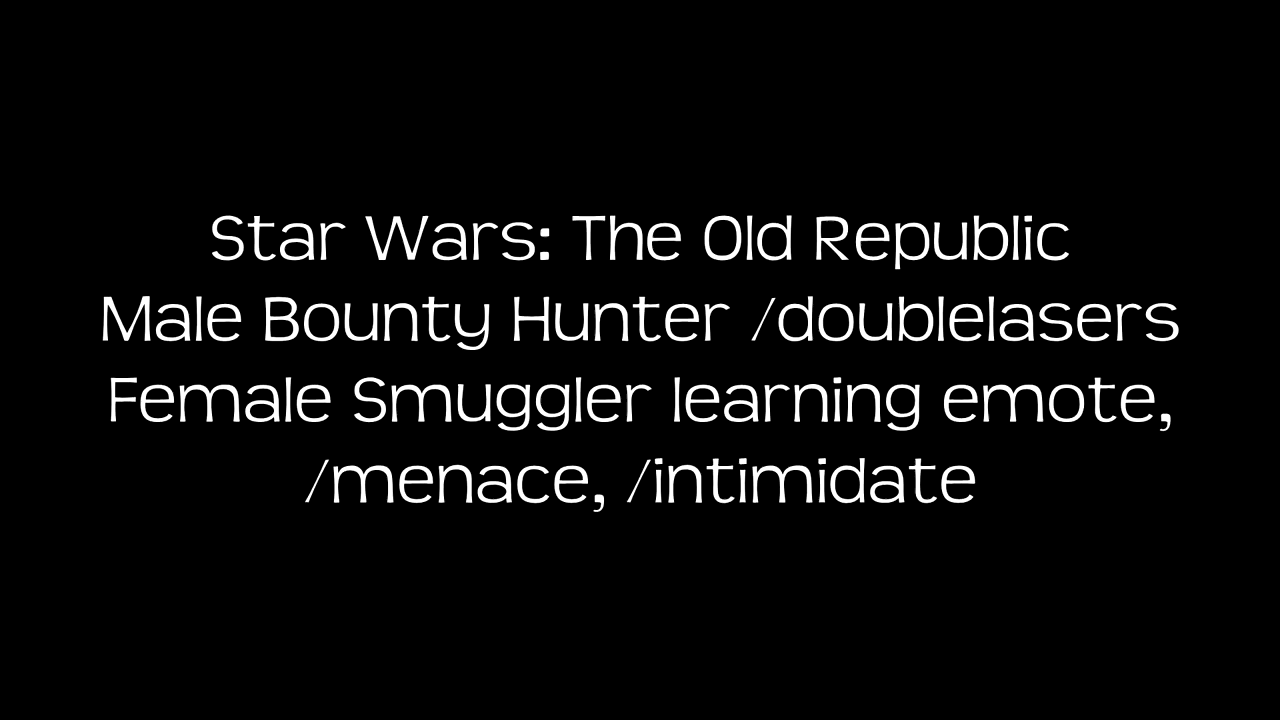 Star Wars: The Old Republic
Male Bounty Hunter /doublelasers
Female Smuggler learning emote,
/menace, /intimidate